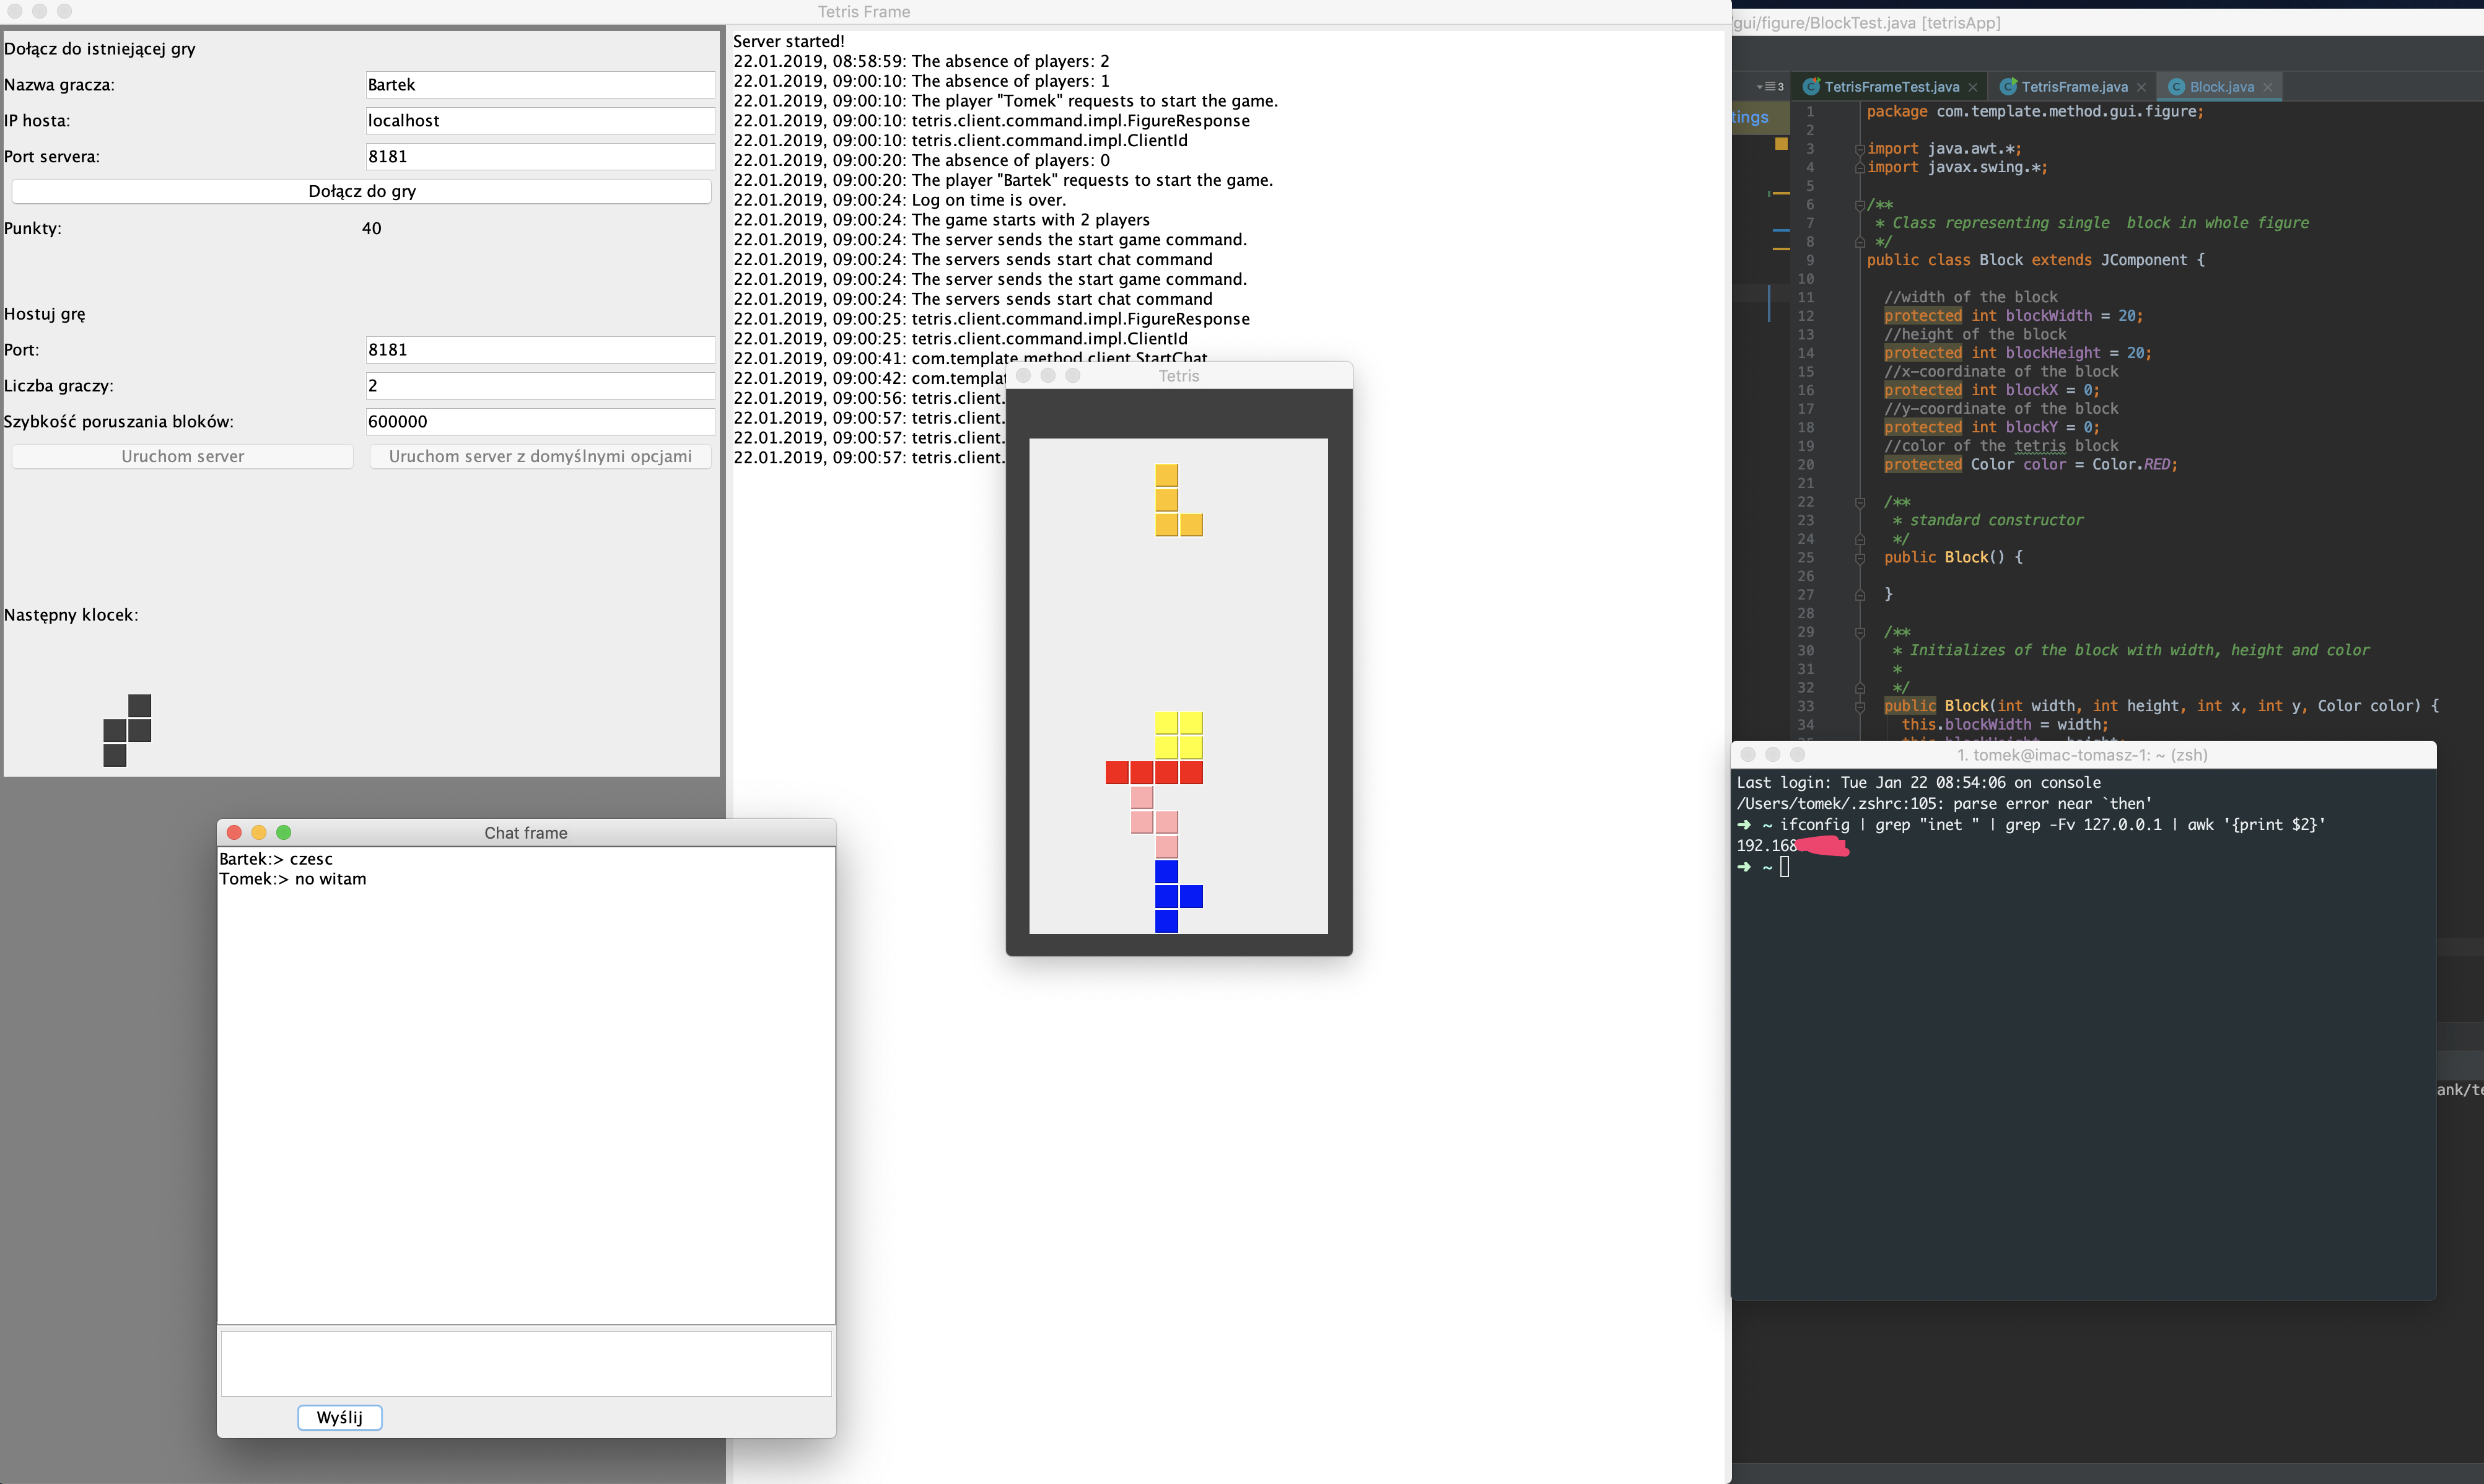 Tetris Frame
Dołącz do istniejącej gry
Nazwa gracza:
Bartek
IP hosta:
localhost
Port servera:
8181
Dołącz do gry
Punkty:
40
Hostuj grę
Port:
8181
Liczba graczy:
2
Szybkość poruszania bloków:
600000
Uruchom server
Uruchom server z domyślnymi opcjami
Następny klocek:
Server started!
22.01.2019, 08:58:59: The absence of players: 2
22.01.2019, 09:00:10: The absence of players: 1
22.01.2019, 09:00:10: The player "Tomek" requests to start the game.
22.01.2019, 09:00:10: tetris.client.command.impl.FigureResponse
22.01.2019, 09:00:10: tetris.client.command.impl.ClientId
22.01.2019, 09:00:20: The absence of players: 0
22.01.2019, 09:00:20: The player "Bartek" requests to start the game.
22.01.2019, 09:00:24: Log on time is over.
22.01.2019, 09:00:24: The game starts with 2 players
22.01.2019, 09:00:24: The server sends the start game command.
22.01.2019, 09:00:24: The servers sends start chat command
22.01.2019, 09:00:24: The server sends the start game command.
22.01.2019, 09:00:24: The servers sends start chat command
22.01.2019, 09:00:25: tetris.client.command.impl.FigureResponse
22.01.2019, 09:00:25: tetris.client.command.impl.ClientId
22.01.2019, 09:00:41: com.template.method.client.StartChat
22.01.2019, 09:00:42: com.templat
22.01.2019, 09:00:56: tetris.client.
22.01.2019, 09:00:57: tetris.client.
22.01.2019, 09:00:57: tetris.client.
22.01.2019, 09:00:57: tetris.client.
Tetris
Chat frame
Bartek:> czesc
Tomek:> no witam
Wyślij
/gui/figure/BlockTest.java [tetrisApp]
3
TetrisFrameTest.java
TetrisFrame.java
Block.java
tings
1 package com.template.method.gui.figure;
2
3 import java.awt.*;
4 import javax.swing.*;
5
6 /**
7 * Class representing single  block in whole figure
8 */
9 public class Block extends JComponent {
10
11 //width of the block
12 protected int blockWidth = 20;
13 //height of the block
14 protected int blockHeight = 20;
15 //x-coordinate of the block
16 protected int blockX = 0;
17 //y-coordinate of the block
18 protected int blockY = 0;
19 //color of the tetris block
20 protected Color color = Color.RED;
21
22 /**
23 * standard constructor
24 */
25 public Block() {
26
27 }
28
29 /**
30 * Initializes of the block with width, height and color
31 *
32 */
33 public Block(int width, int height, int x, int y, Color color) {
34 this.blockWidth = width;
1. tomek@imac-tomasz-1: ~ (zsh)
Last login: Tue Jan 22 08:54:06 on console
/Users/tomek/.zshrc:105: parse error near `then'
➜ ~ ifconfig | grep "inet " | grep -Fv 127.0.0.1 | awk '{print $2}'
192.168
➜ ~
ank/te